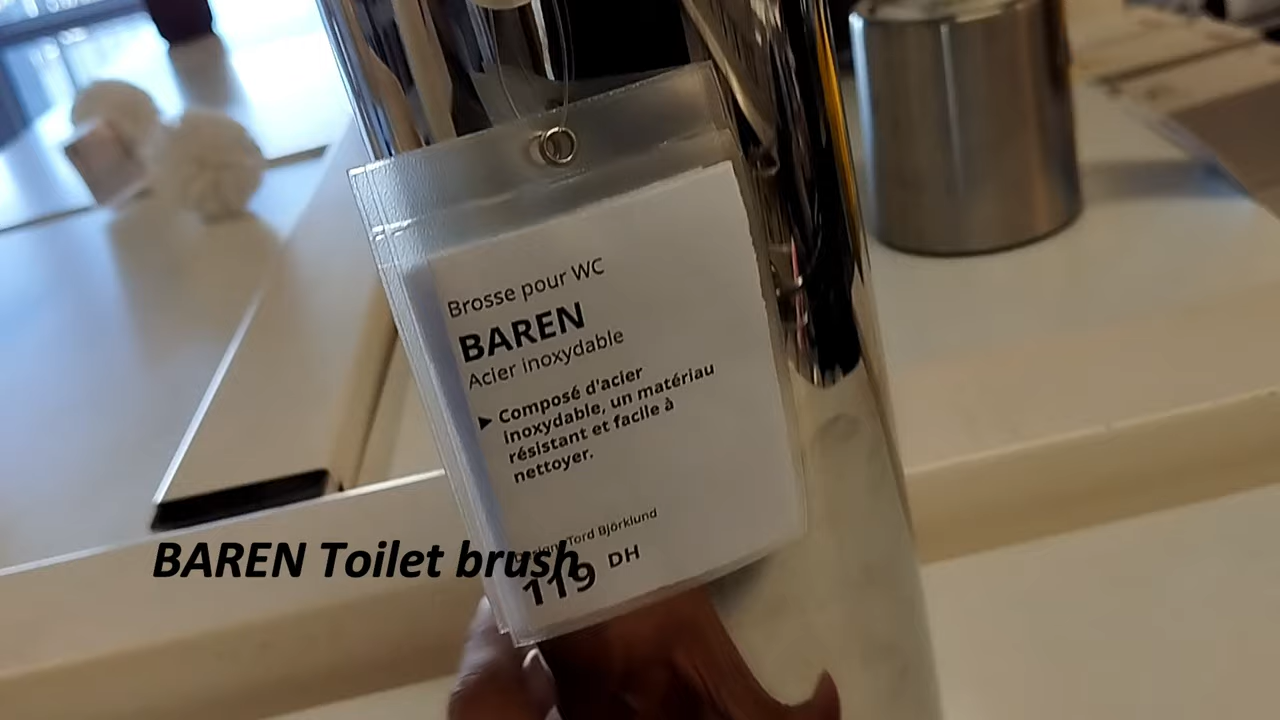 Brosse pour WC
BAREN
Acier inoxydable
▶ Composé d'acier
inoxydable, un matériau
résistant et facile à
nettoyer.
Tord Björklund
BAREN Toilet brush
119 DH